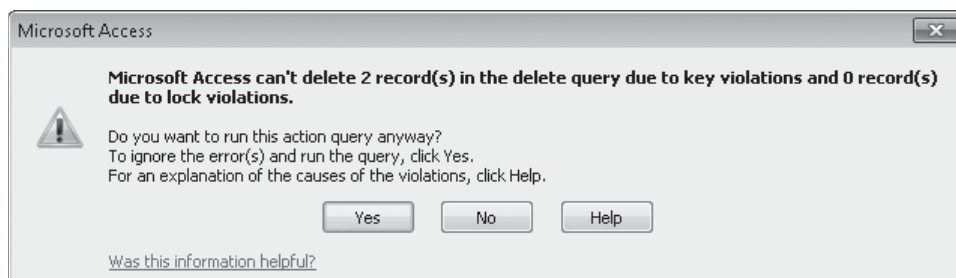 Microsoft Access
Microsoft Access can't delete 2 record(s) in the delete query due to key violations and 0 record(s)
due to lock violations.
Do you want to run this action query anyway?
To ignore the error(s) and run the query, click Yes.
For an explanation of the causes of the violations, click Help.
Yes No Help
Was this information helpful?